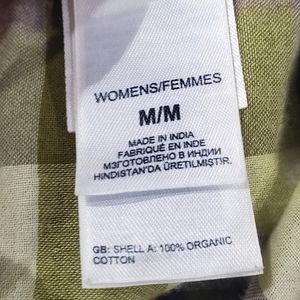 WOMENS/FEMMES
M/M
MADE IN INDIA
FABRIQUÉ EN INDE
МЗГОТОВЛЕНО В ИНДИИ
HINDISTAN'DA ÜRETILMIŞTIR.
GB: SHELL A: 100% ORGANIC
COTTON